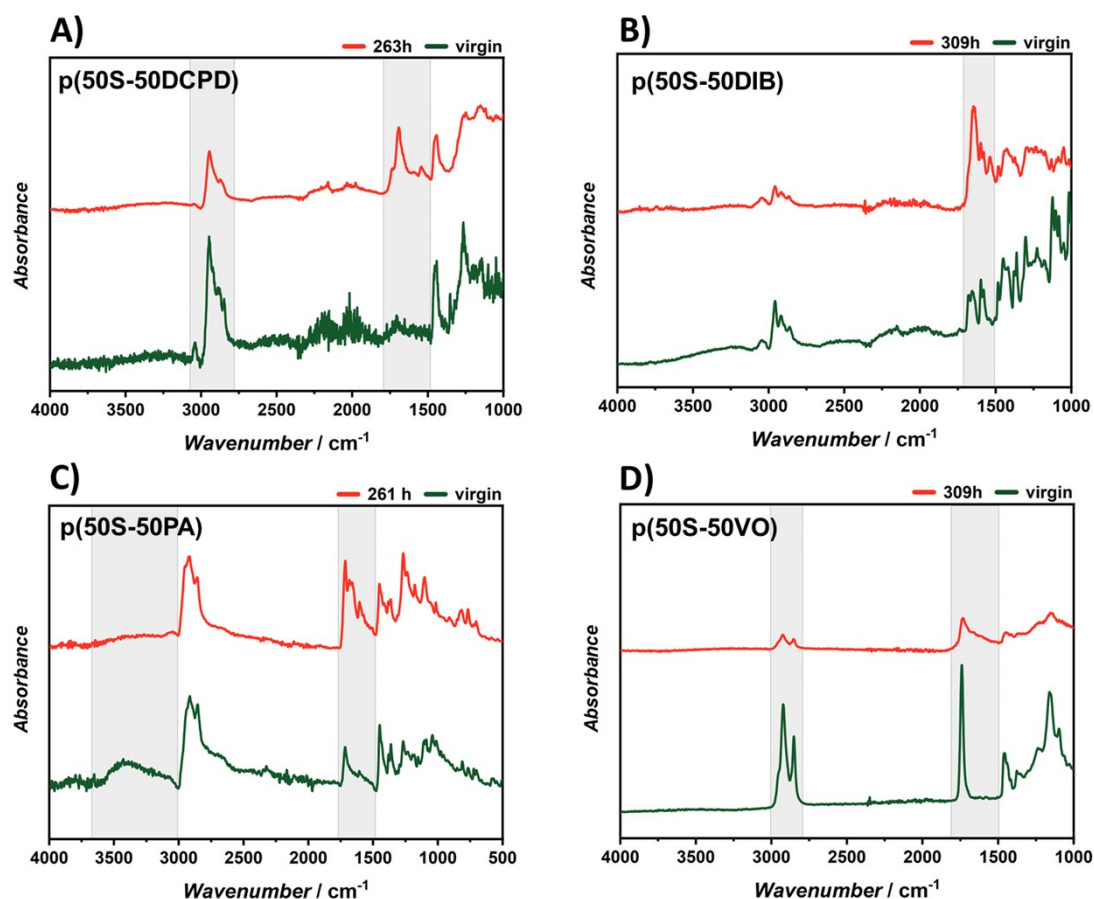 A)
263h virgin
p(50S-50DCPD)
Absorbance
4000 3500 3000 2500 2000 1500 1000
Wavenumber / cm⁻¹
B)
309h virgin
p(50S-50DIB)
Absorbance
4000 3500 3000 2500 2000 1500 1000
Wavenumber / cm⁻¹
C)
261 h virgin
p(50S-50PA)
Absorbance
4000 3500 3000 2500 2000 1500 1000 500
Wavenumber / cm⁻¹
D)
309h virgin
p(50S-50VO)
Absorbance
4000 3500 3000 2500 2000 1500 1000
Wavenumber / cm⁻¹